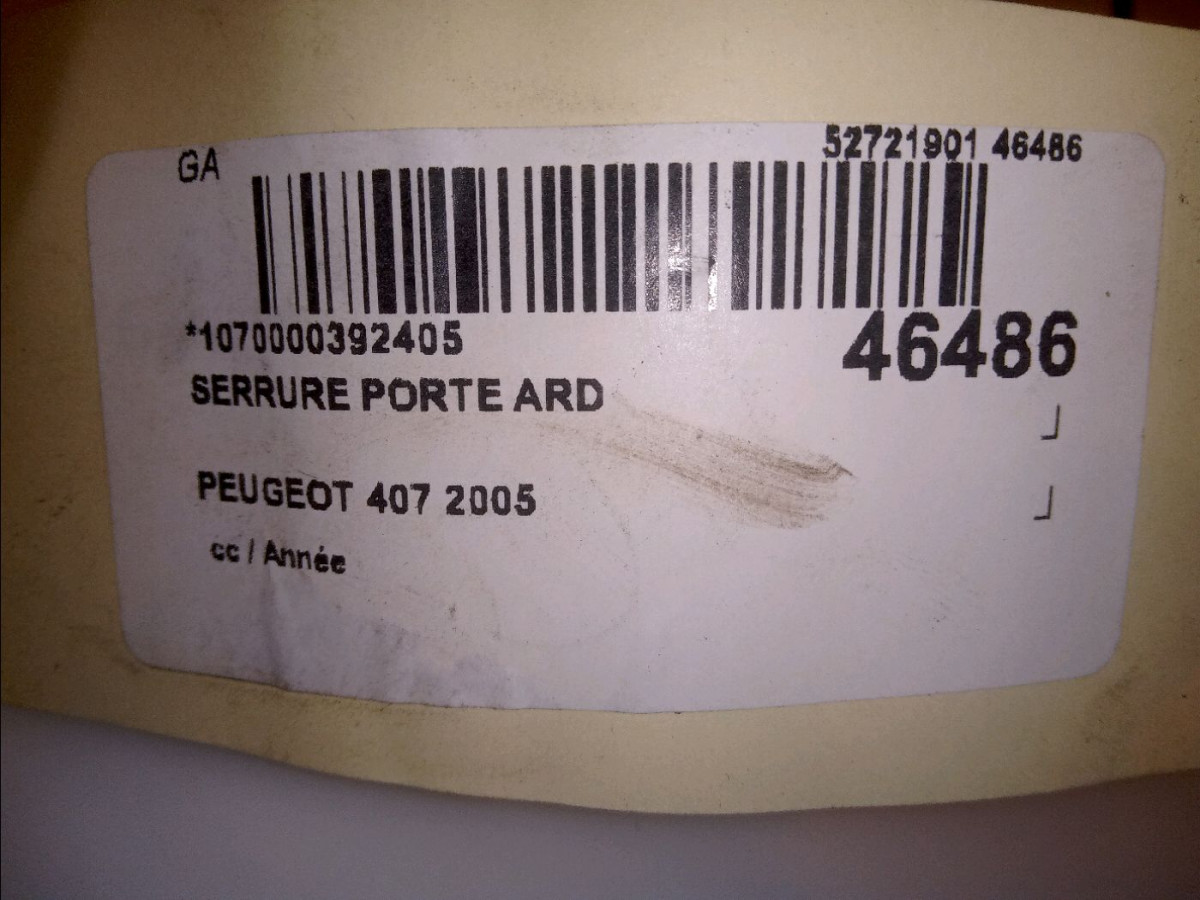 GA
52721901 46486
*1070000392405
46486
SERRURE PORTE ARD
PEUGEOT 407 2005
cc / Année